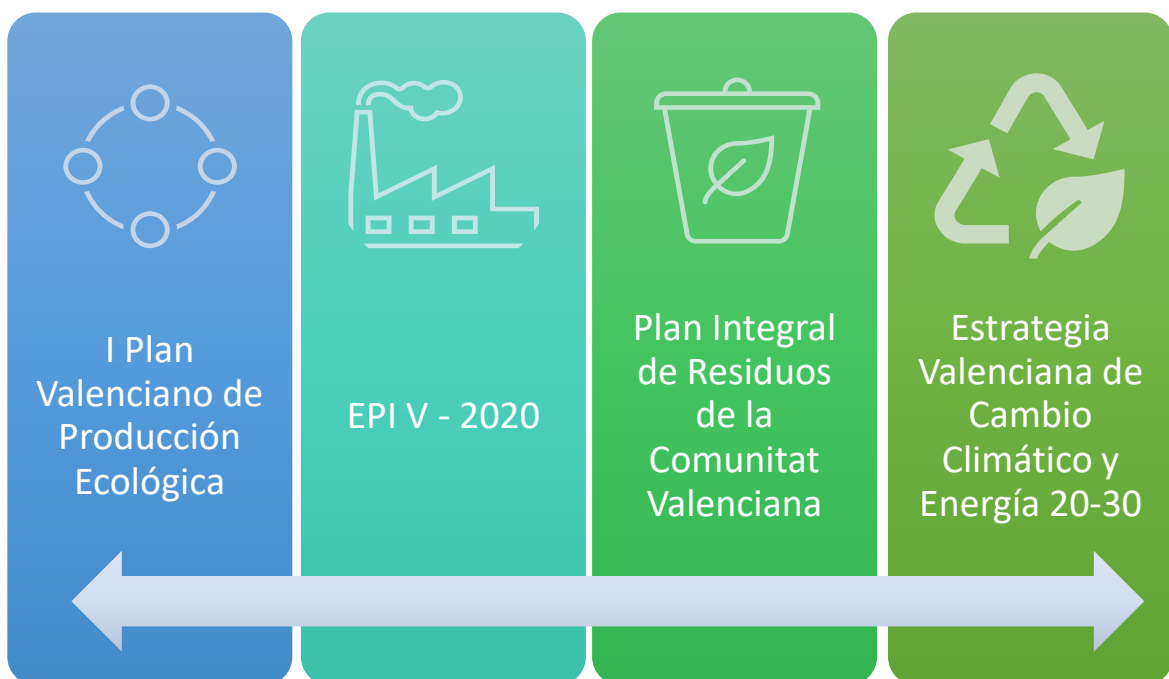 I Plan
Valenciano de
Producción
Ecológica
EPI V - 2020
Plan Integral
de Residuos
de la
Comunitat
Valenciana
Estrategia
Valenciana de
Cambio
Climático y
Energía 20-30